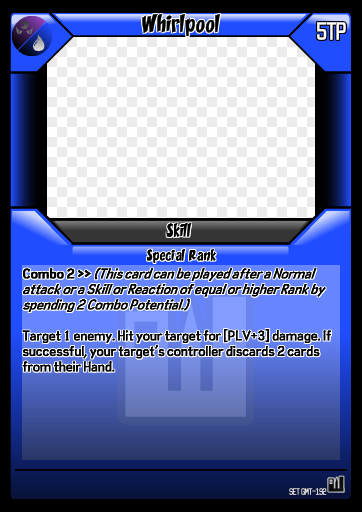 Whirlpool
5TP
Skill
Special Rank
Combo 2 >> (This card can be played after a Normal
attack or a Skill or Reaction of equal or higher Rank by
spending 2 Combo Potential.)
Target 1 enemy. Hit your target for [PLV+3] damage. If
successful, your target's controller discards 2 cards
from their Hand.
SET GMT-192